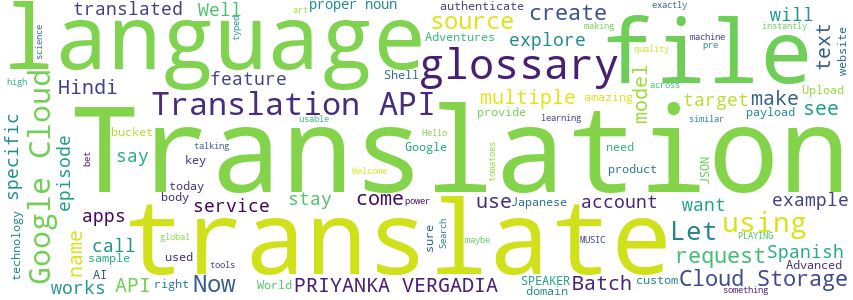 language file
Translation
translate
glossary
Translation API
Google Cloud
translated
Well
proper noun
authenticate
Adventures
source
create
explore
will
text
website
art
exactly
making
machine
pre
instantly
quality
across
amazing
Upload
science
typed
high
Hindi
feature
Shell
multiple
model
target
make
payload
see
provide
learning
similar
usable
Hello
bucket
talking
Google
tomatoes
need
product
JSON
specific
episode
bet
say
key
today
body
stay
Welcome
come
power
use
Japanese
account
want
example
service
apps
call
name
sample
technology
global
used
AI
tools
works
API
right
Now
World
PRIYANKA VERGADIA
sure
Search
maybe
MUSIC
SPEAKER
domain
Batch
custom
Let
using
request
PLAYING
Spanish
Advanced
Cloud Storage
something